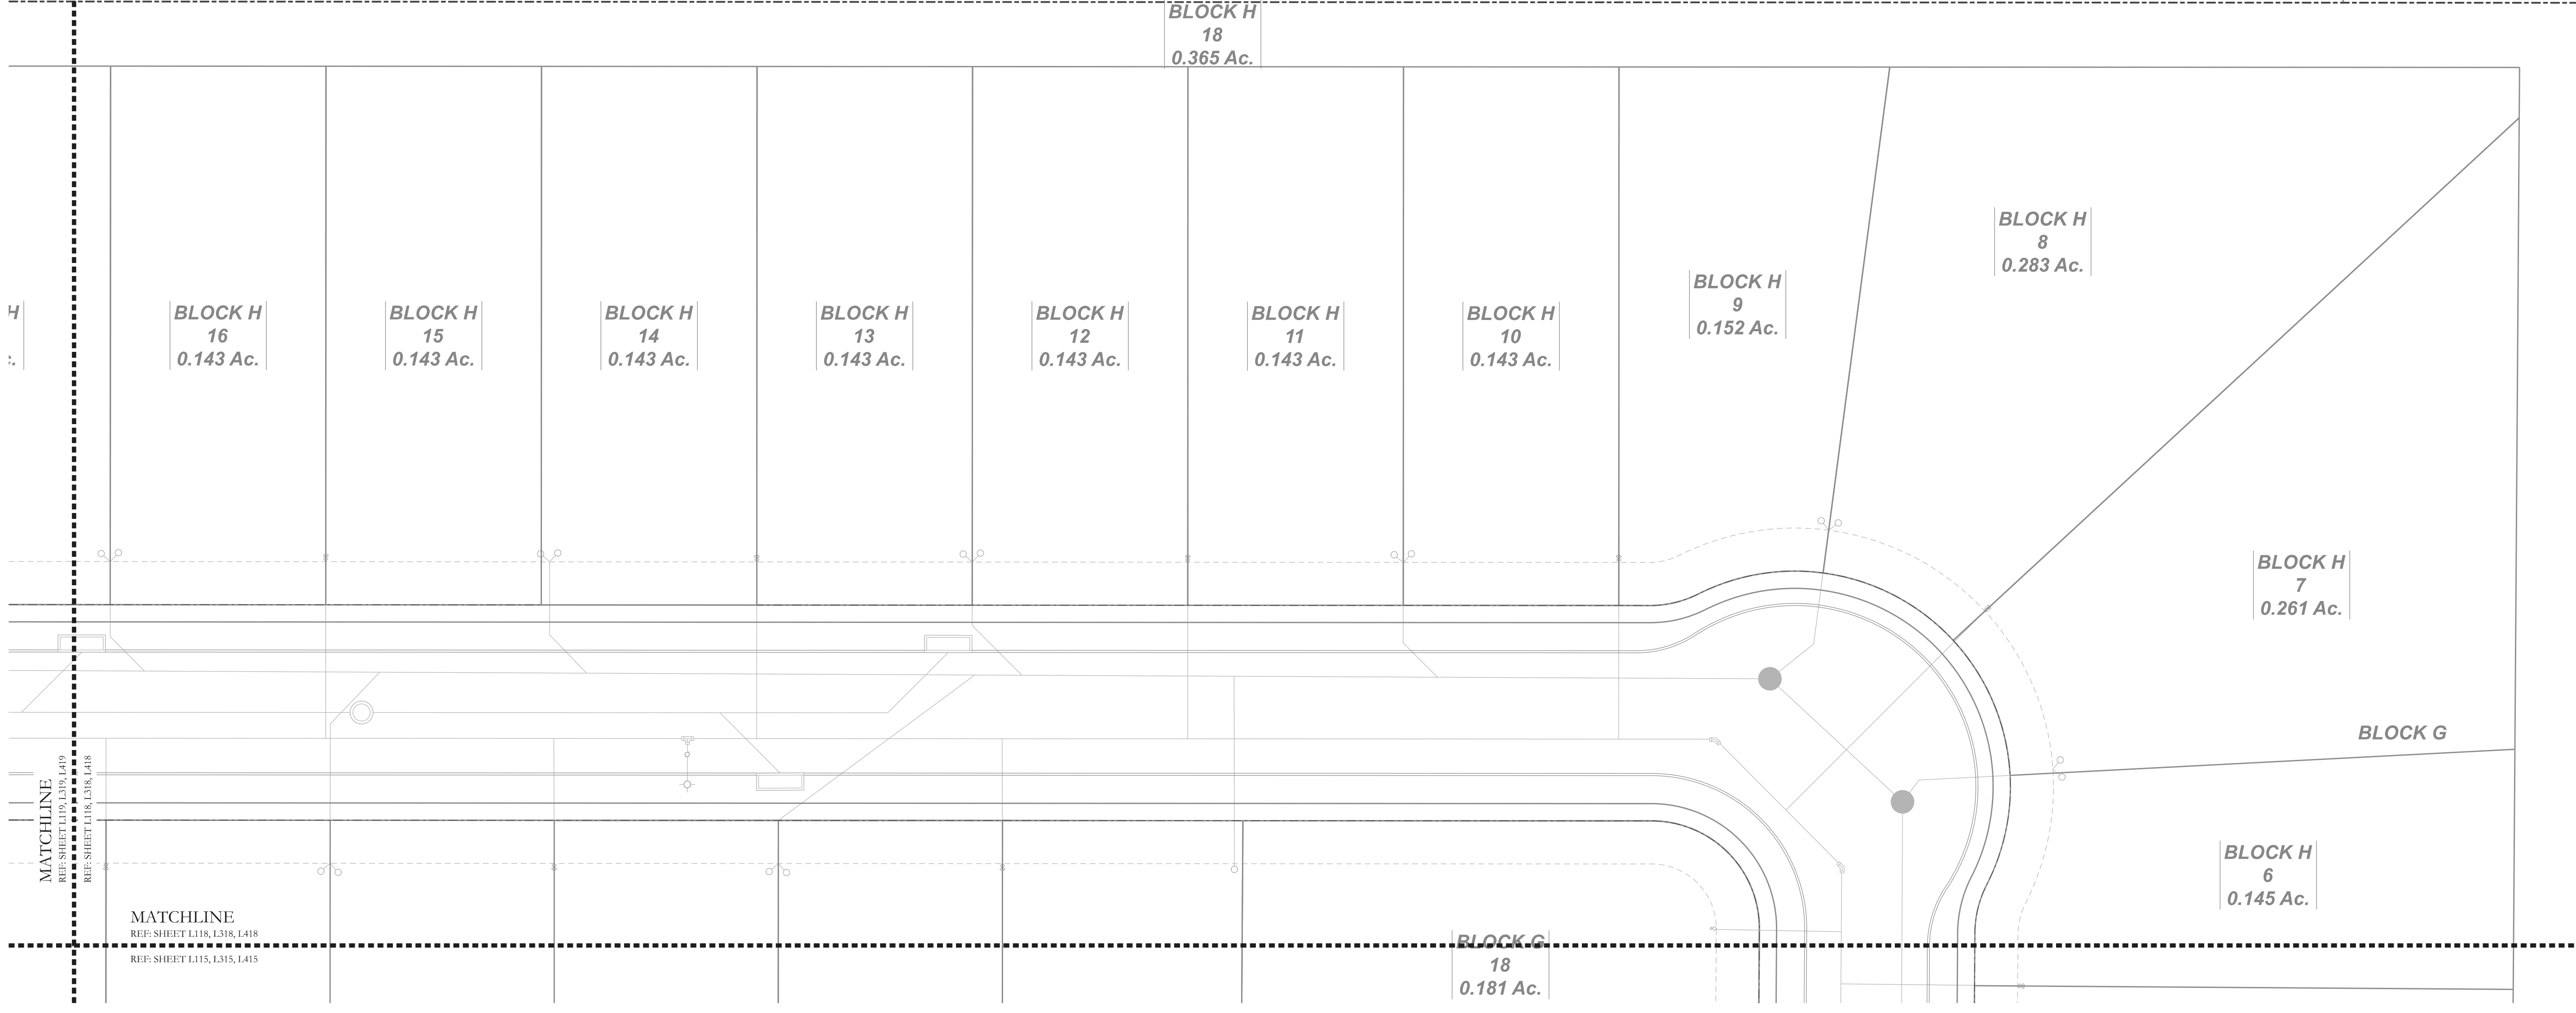 BLOCK H
18
0.365 Ac.
BLOCK H
8
0.283 Ac.
BLOCK H
9
0.152 Ac.
H
BLOCK H
16
0.143 Ac.
BLOCK H
15
0.143 Ac.
BLOCK H
14
0.143 Ac.
BLOCK H
13
0.143 Ac.
BLOCK H
12
0.143 Ac.
BLOCK H
11
0.143 Ac.
BLOCK H
10
0.143 Ac.
BLOCK H
7
0.261 Ac.
BLOCK G
BLOCK H
6
0.145 Ac.
MATCHLINE
REF: SHEET L119, L319, L419
REF: SHEET L118, L318, L418
MATCHLINE
REF: SHEET L118, L318, L418
REF: SHEET L115, L315, L415
BLOCK G
18
0.181 Ac.